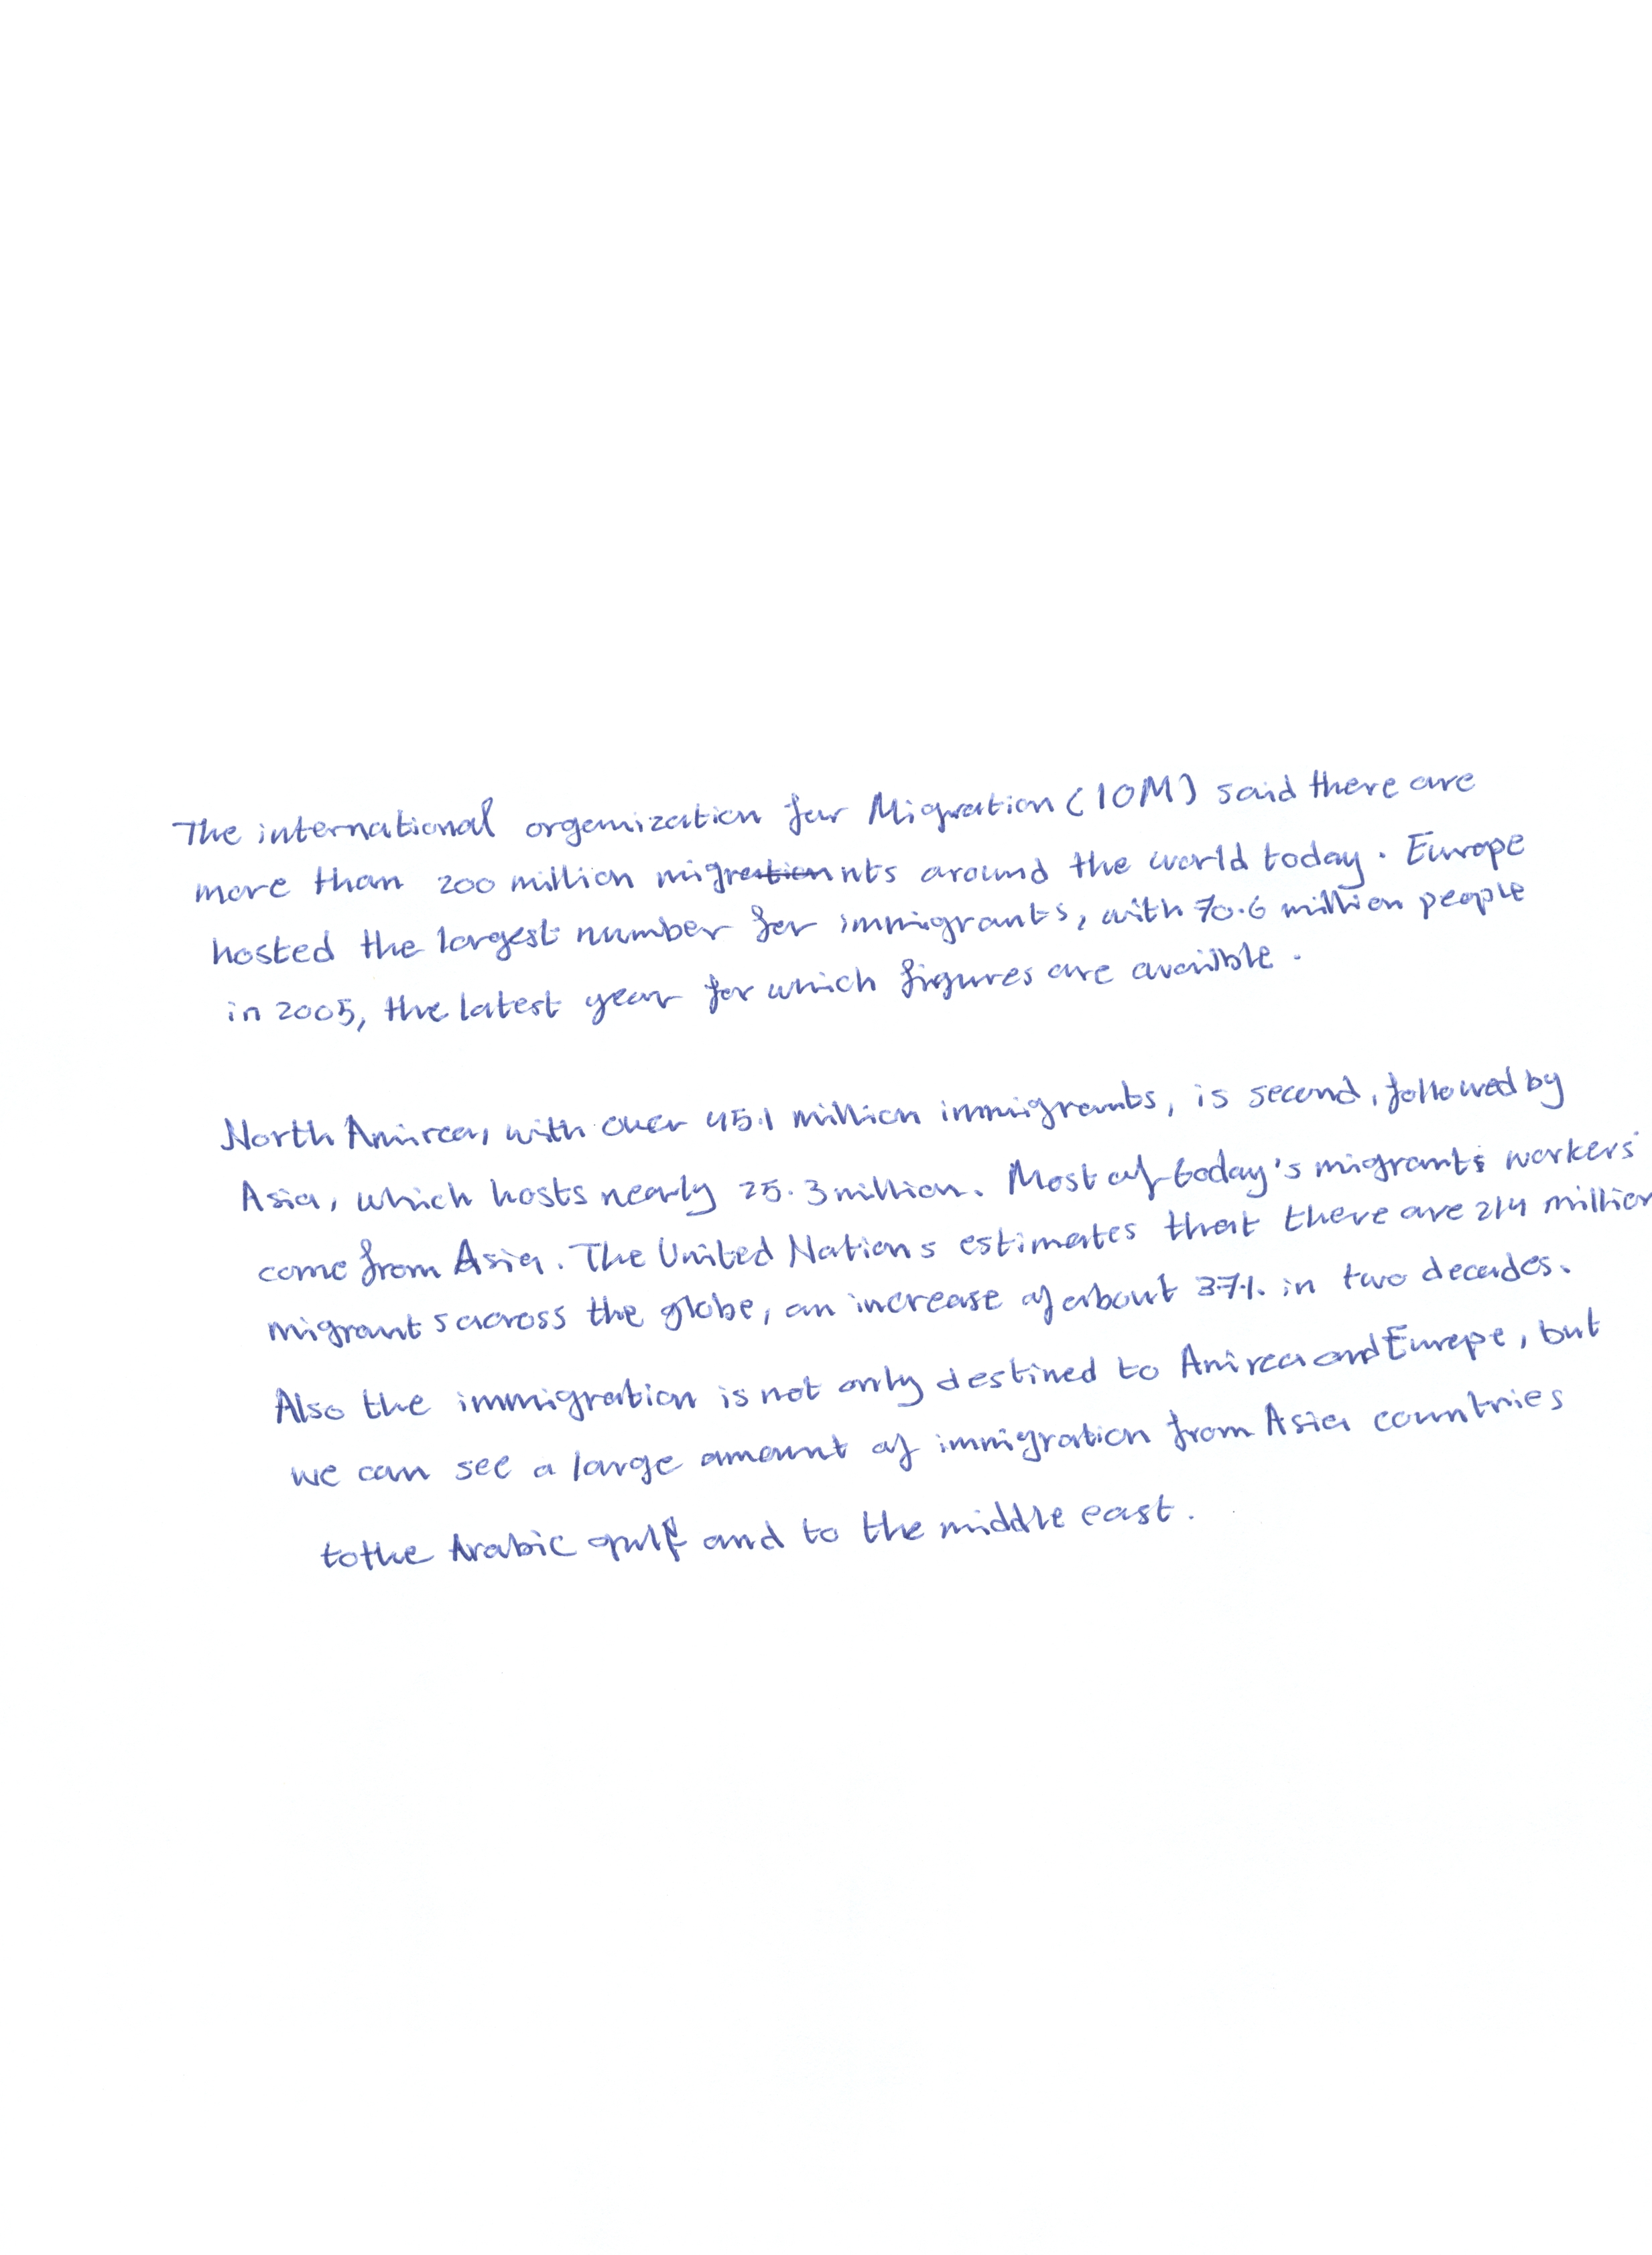 The international organization for Migration (IOM) said there are
more than 200 million migrants around the world today. Europe
hosted the largest number for immigrants, with 70.6 million people
in 2005, the latest year for which figures are availble.
North Amirca, with over 45.1 million immigrants, is second, followed by
Asia, which hosts nearly 25.3 million. Most of today's migrants workers
come from Asia. The United Nations estimates that there are 214 million
migrants across the globe, an increase of about 37% in two decades.
Also the immigration is not only destined to Amirca and Europe, but
we can see a large amount of immigration from Asia countries
to the Arabic gulf and to the middle east.